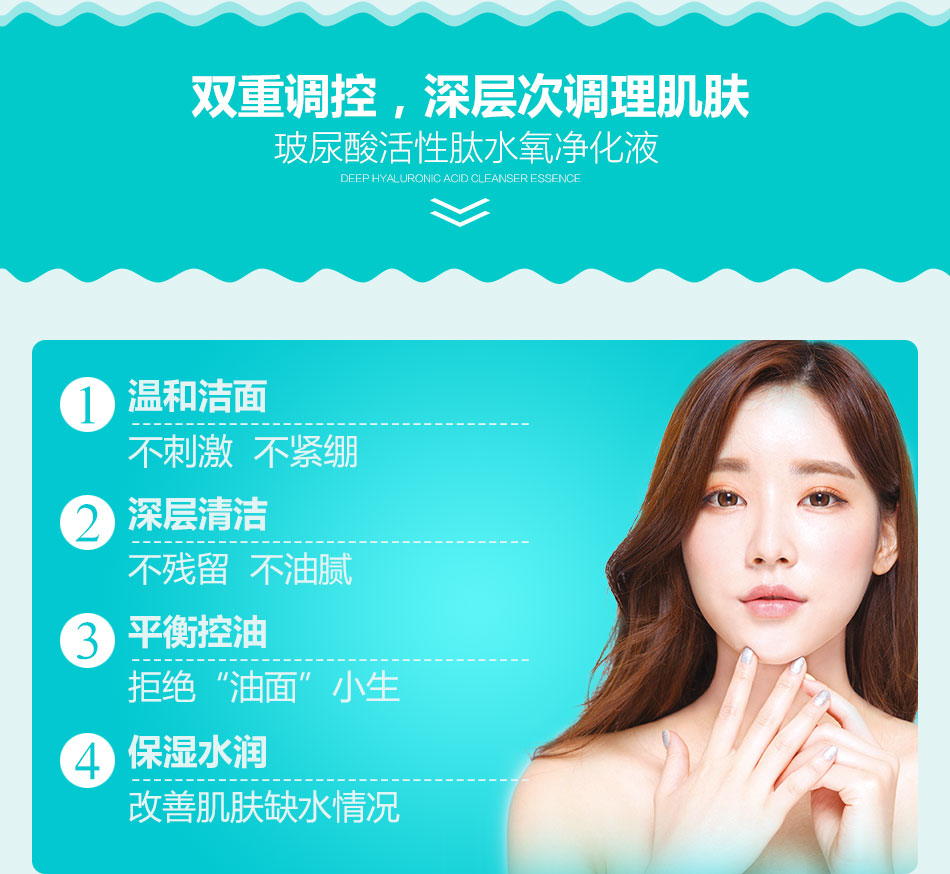 双重调控，深层次调理肌肤
玻尿酸活性肽水氧净化液
DEEP HYALURONIC ACID CLEANSER ESSENCE
1 温和洁面
不刺激 不紧绷
2 深层清洁
不残留 不油腻
3 平衡控油
拒绝“油面”小生
4 保湿水润
改善肌肤缺水情况